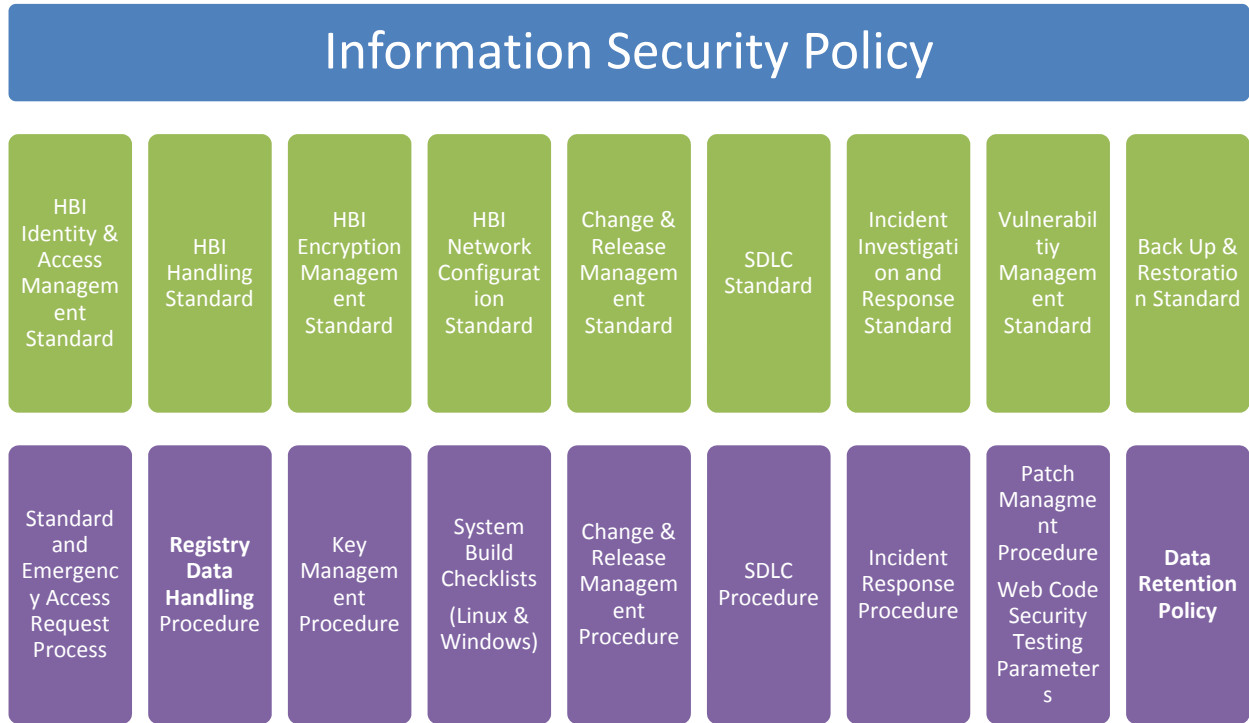 Information Security Policy
HBI
Identity &
Access
Managem
ent
Standard
HBI
Handling
Standard
HBI
Encryption
Managem
ent
Standard
HBI
Network
Configurat
ion
Standard
Change &
Release
Managem
ent
Standard
SDLC
Standard
Incident
Investigati
on and
Response
Standard
Vulnerabil
tiy
Managem
ent
Standard
Back Up &
Restoratio
n Standard
Standard
and
Emergenc
y Access
Request
Process
Registry
Data
Handling
Procedure
Key
Managem
ent
Procedure
System
Build
Checklists
(Linux &
Windows)
Change &
Release
Managem
ent
Procedure
SDLC
Procedure
Incident
Response
Procedure
Patch
Managme
nt
Procedure
Web Code
Security
Testing
Parameter
s
Data
Retention
Policy